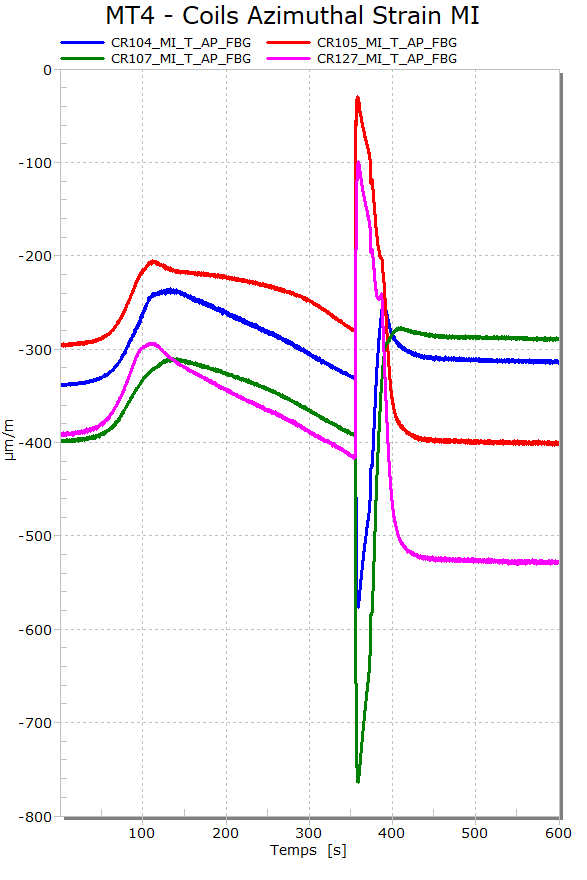 MT4 - Coils Azimuthal Strain MI
CR104_MI_T_AP_FBG CR105_MI_T_AP_FBG
CR107_MI_T_AP_FBG CR127_MI_T_AP_FBG
0
-100
-200
-300
-400
-500
-600
-700
-800
µm/m
100 200 300 400 500 600
Temps [s]